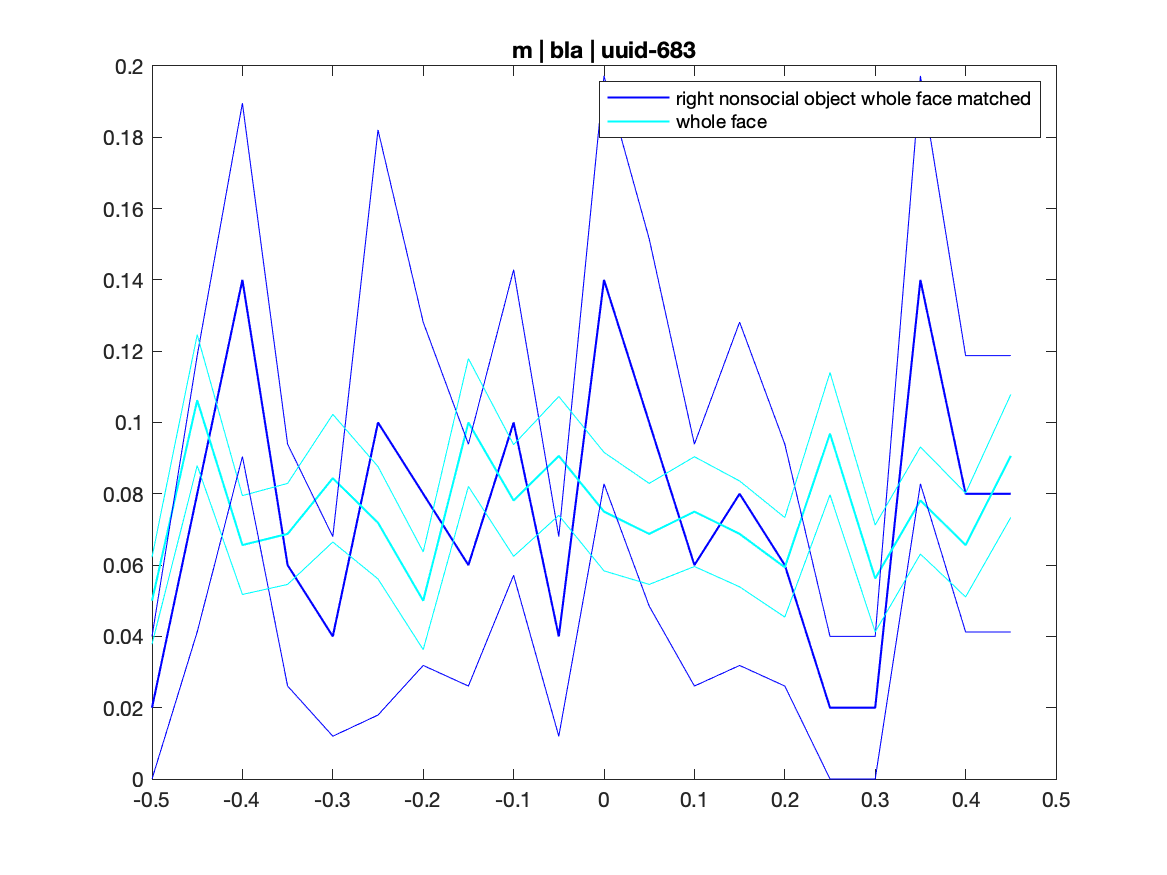 m | bla | uuid-683
right nonsocial object whole face matched
whole face
0.2
0.18
0.16
0.14
0.12
0.1
0.08
0.06
0.04
0.02
0
-0.5 -0.4 -0.3 -0.2 -0.1 0 0.1 0.2 0.3 0.4 0.5